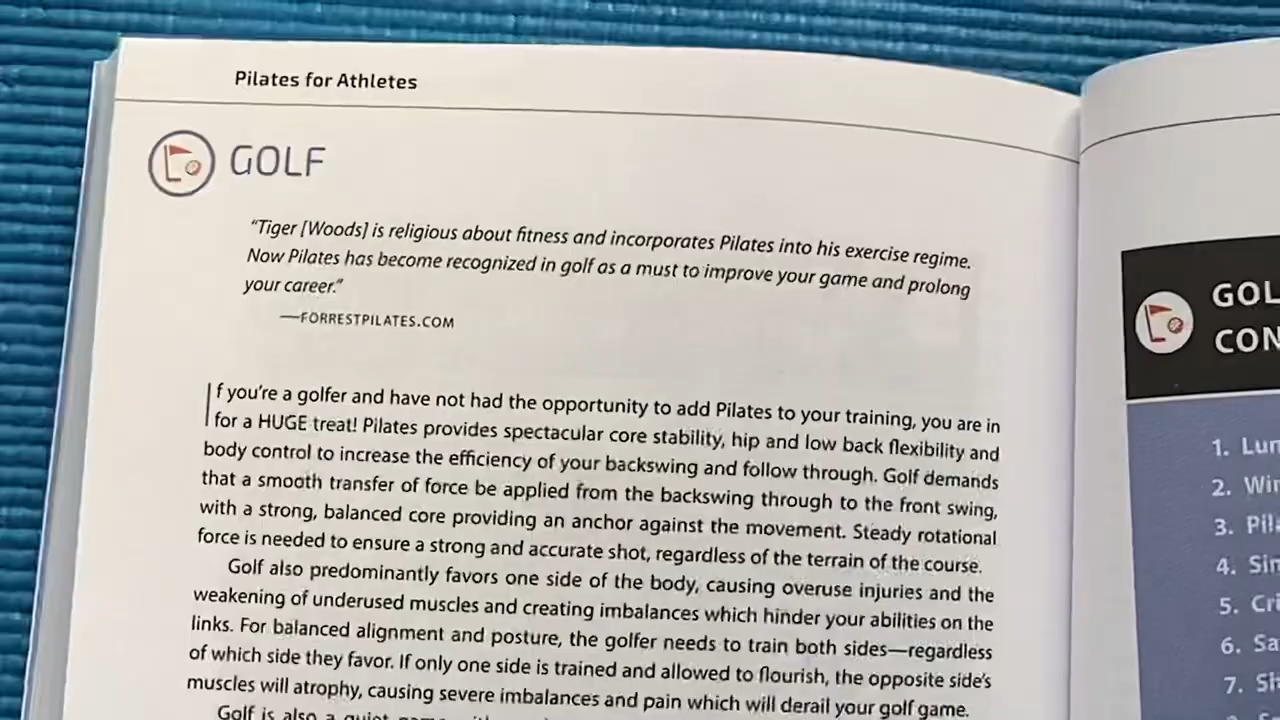 Pilates for Athletes
GOLF
“Tiger [Woods] is religious about fitness and incorporates Pilates into his exercise regime.
Now Pilates has become recognized in golf as a must to improve your game and prolong
your career.”
—FORRESTPILATES.COM
If you’re a golfer and have not had the opportunity to add Pilates to your training, you are in
for a HUGE treat! Pilates provides spectacular core stability, hip and low back flexibility and
body control to increase the efficiency of your backswing and follow through. Golf demands
that a smooth transfer of force be applied from the backswing through to the front swing,
with a strong, balanced core providing an anchor against the movement. Steady rotational
force is needed to ensure a strong and accurate shot, regardless of the terrain of the course.
Golf also predominantly favors one side of the body, causing overuse injuries and the
weakening of underused muscles and creating imbalances which hinder your abilities on the
links. For balanced alignment and posture, the golfer needs to train both sides—regardless
of which side they favor. If only one side is trained and allowed to flourish, the opposite side’s
muscles will atrophy, causing severe imbalances and pain which will derail your golf game.
Golf is also a quiet
GOL
CON
1. Lun
2. Win
3. Pil
4. Sin
5. Cri
6. Sa
7. Sh